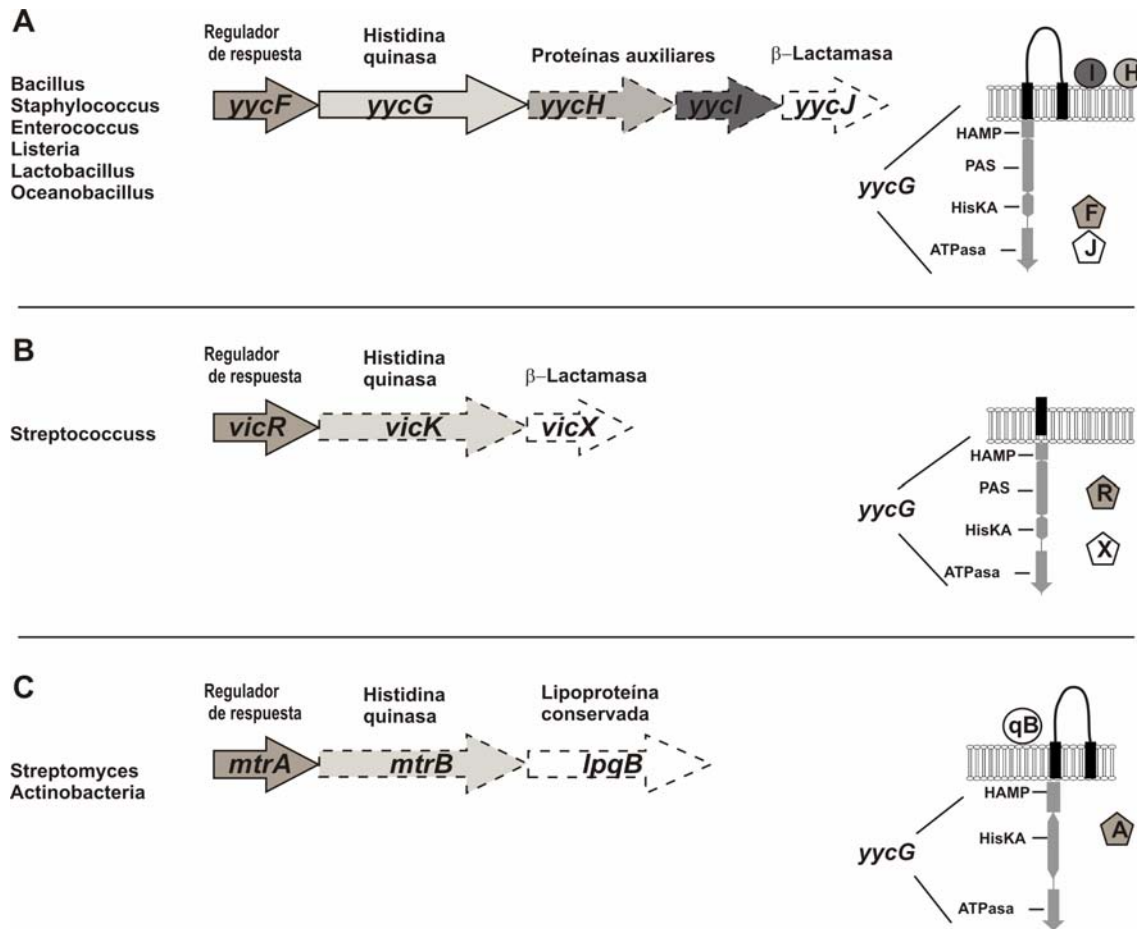 A
Regulador
de respuesta
Histidina
quinasa
Proteínas auxiliares
β–Lactamasa
Bacillus
Staphylococcus
Enterococcus
Listeria
Lactobacillus
Oceanobacillus
yycF
yycG
yycH
yycI
yycJ
I
H
yycG
HAMP
PAS
HisKA
ATPasa
F
J
B
Regulador
de respuesta
Histidina
quinasa
β–Lactamasa
Streptococcuss
vicR
vicK
vicX
yycG
HAMP
PAS
HisKA
ATPasa
R
X
C
Regulador
de respuesta
Histidina
quinasa
Lipoproteína
conservada
Streptomyces
Actinobacteria
mtrA
mtrB
lpqB
qB
yycG
HAMP
HisKA
ATPasa
A